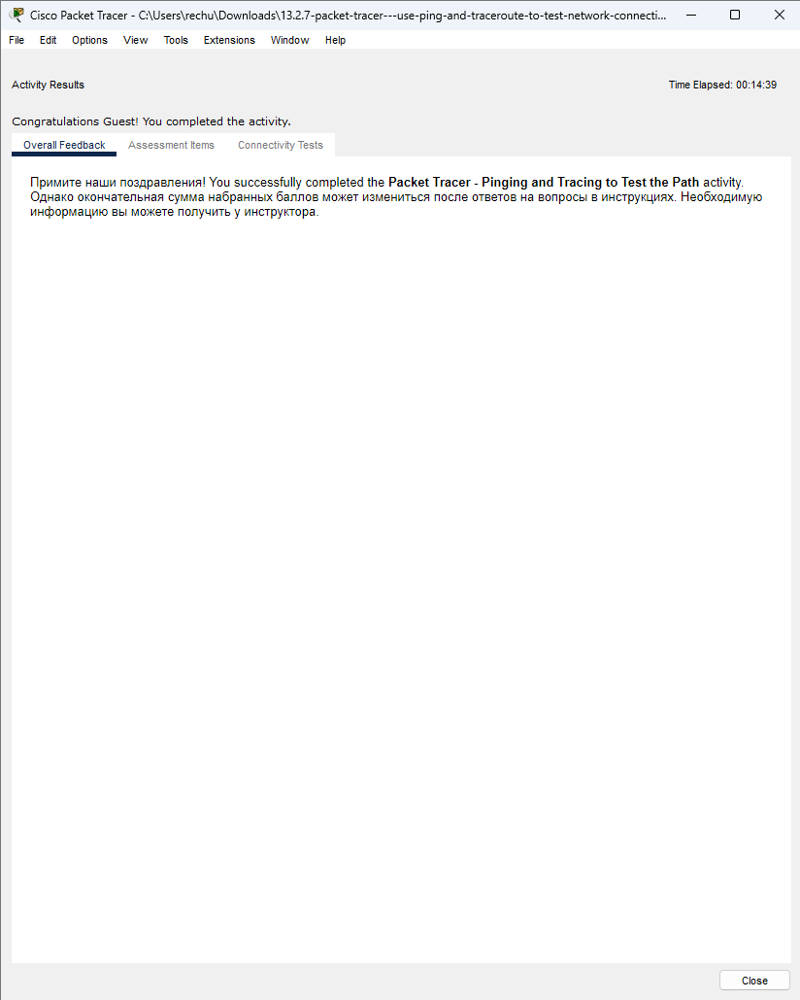 Cisco Packet Tracer - C:\Users\rechu\Downloads\13.2.7-packet-tracer---use-ping-and-traceroute-to-test-network-connecti...
File Edit Options View Tools Extensions Window Help
Activity Results Time Elapsed: 00:14:39
Congratulations Guest! You completed the activity.
Overall Feedback Assessment Items Connectivity Tests
Примите наши поздравления! You successfully completed the Packet Tracer - Pinging and Tracing to Test the Path activity.
Однако окончательная сумма набранных баллов может измениться после ответов на вопросы в инструкциях. Необходимую
информацию вы можете получить у инструктора.
Close